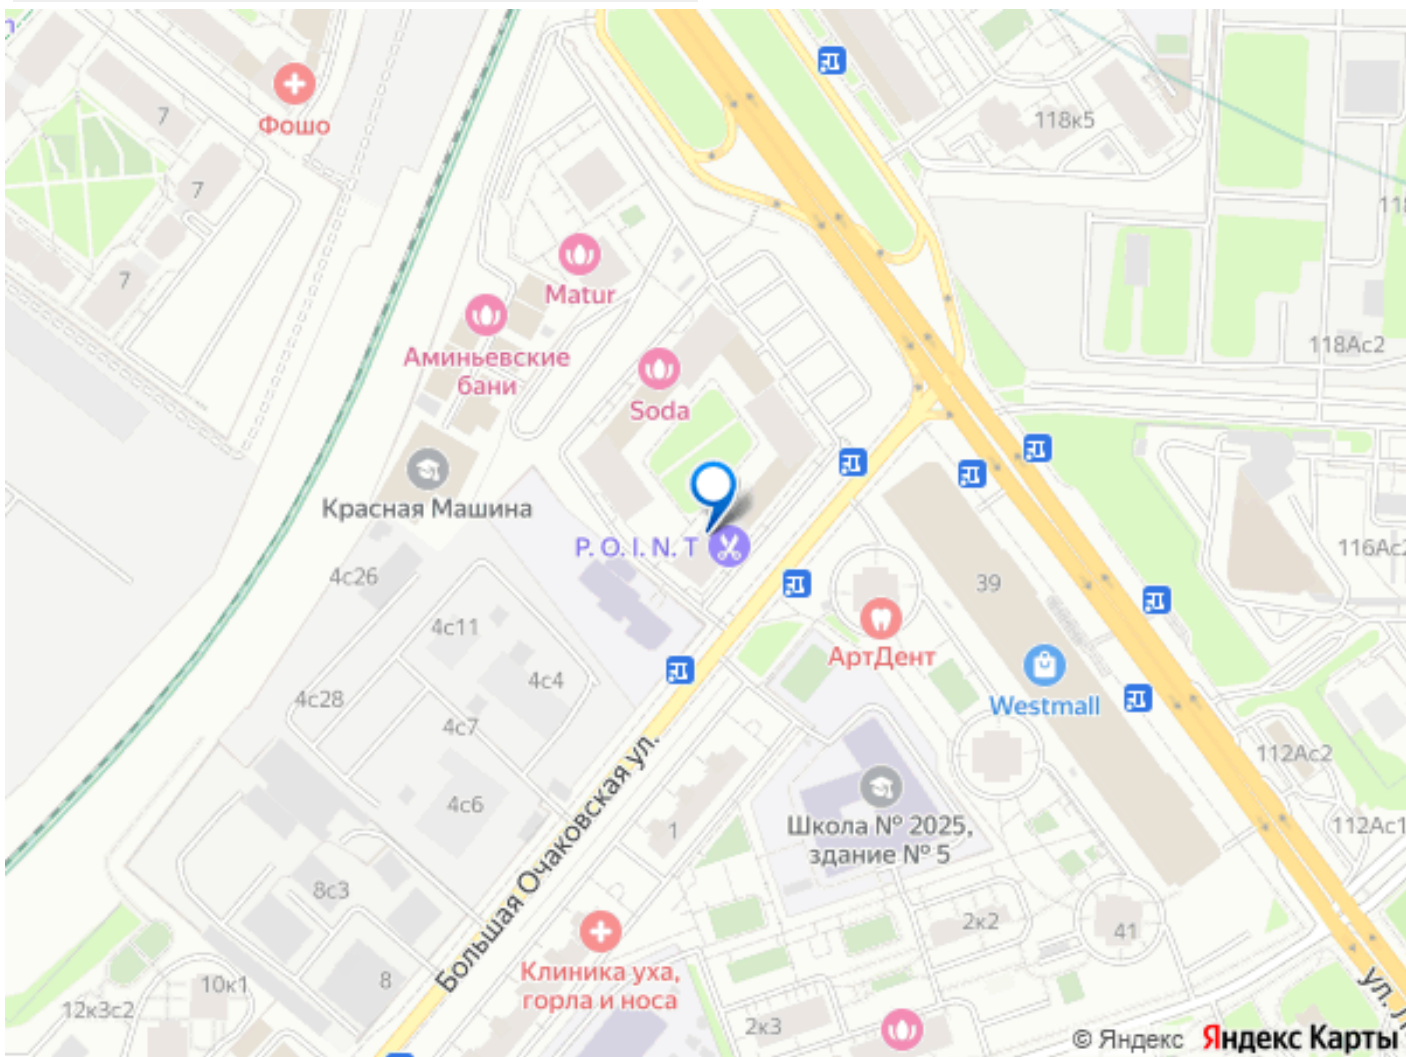 Фошо
7
118к5
7
Matur
7
Аминьевские
бани
118Ас2
Soda
Красная Машина
P. O. I. N. T
116Ас2
4с26
39
4с11
АртДент
4с4
4с28
Westmall
4с7
112Ас2
4с6
Школа № 2025,
здание № 5
1
112Ас1
8с3
Большая Очаковская ул.
2к2
41
Клиника уха,
горла и носа
8
10к1
12к3с2
2к3
ул.
© Яндекс Яндекс Карты